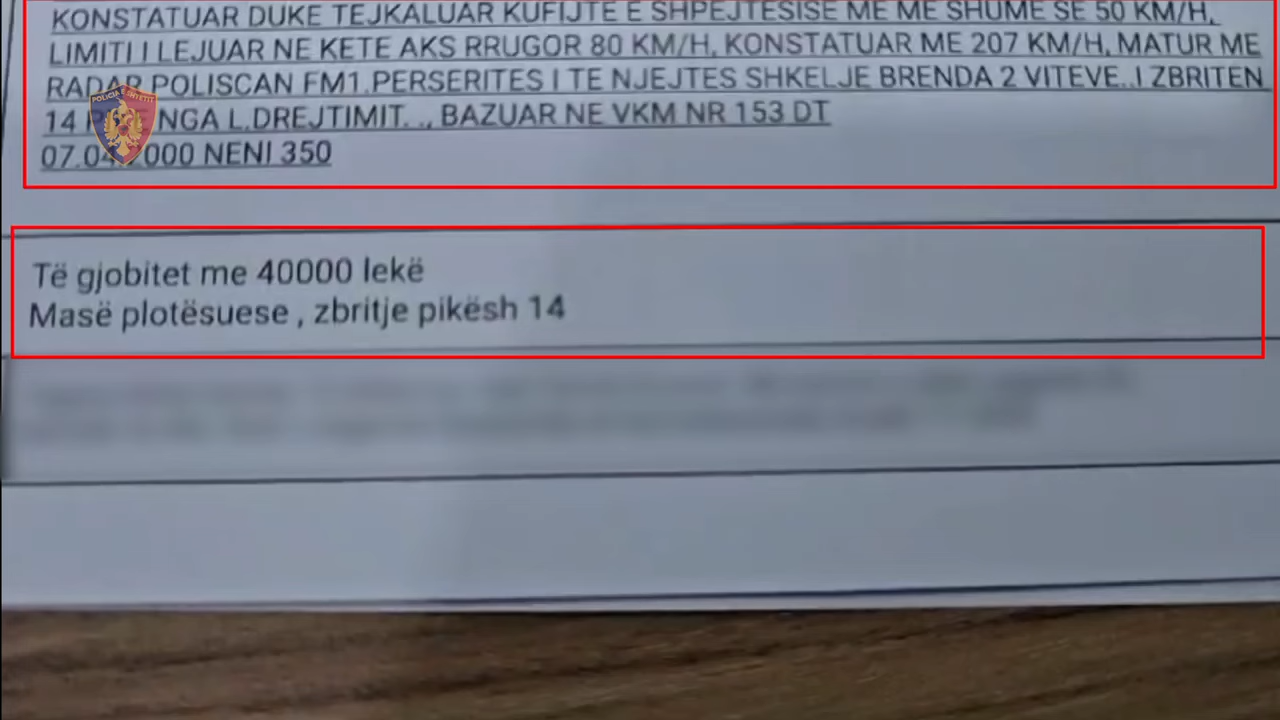 KONSTATUAR DUKE TEJKALUAR KUFIJTE E SHPEJTESISE ME ME SHUME SE 50 KM/H,
LIMITI I LEJUAR NE KETE AKS RRUGOR 80 KM/H, KONSTATUAR ME 207 KM/H, MATUR ME
RADAR POLISCAN FM1.PERSERITES I TE NJEJTES SHKELJE BRENDA 2 VITEVE..I ZBRITEN
14 NGA L.DREJTIMIT. ., BAZUAR NE VKM NR 153 DT
NENI 350
POLICIA E SHTETIT
Të gjobitet me 40000 lekë
Masë plotësuese , zbritje pikësh 14